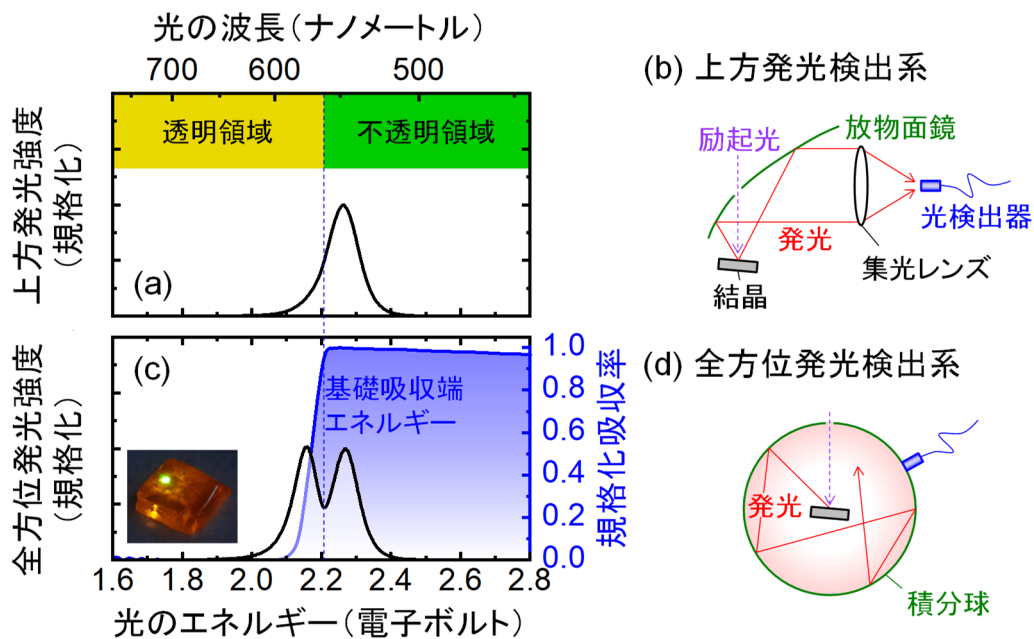 光の波長(ナノメートル)
700 600 500
透明領域 不透明領域
上方発光強度
(規格化)
(a)
(b) 上方発光検出系
励起光
放物面鏡
発光
光検出器
集光レンズ
結晶
全方位発光強度
(規格化)
(c)
基礎吸収端
エネルギー
1.0
0.8
0.6
0.4
0.2
0.0
規格化吸収率
1.6 1.8 2.0 2.2 2.4 2.6 2.8
光のエネルギー(電子ボルト)
(d) 全方位発光検出系
発光
積分球